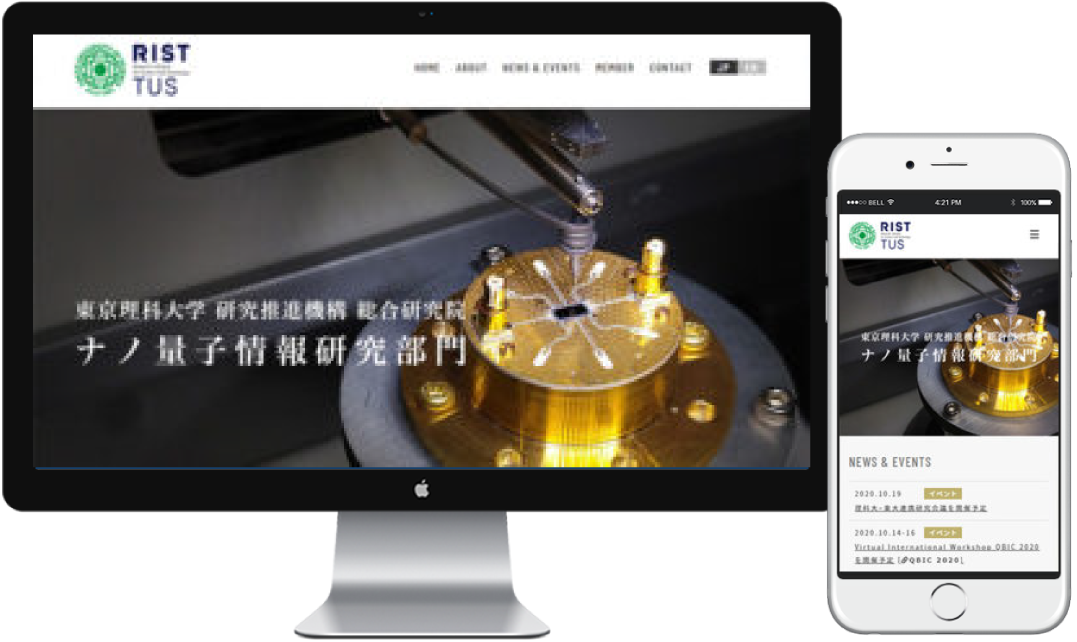 RIST
TUS
HOME ABOUT NEWS & EVENTS MEMBER CONTACT JP
東京理科大学 研究推進機構 総合研究院
ナノ量子情報研究部門
BELL 4:21 PM 100%
RIST
TUS
東京理科大学 研究推進機構 総合研究院
ナノ量子情報研究部門
NEWS & EVENTS
2020.10.19 イベント
理科大-東大連携研究会議を開催予定
2020.10.14-16 イベント
Virtual International Workshop QBIC 2020
を開催予定 [QBIC 2020]